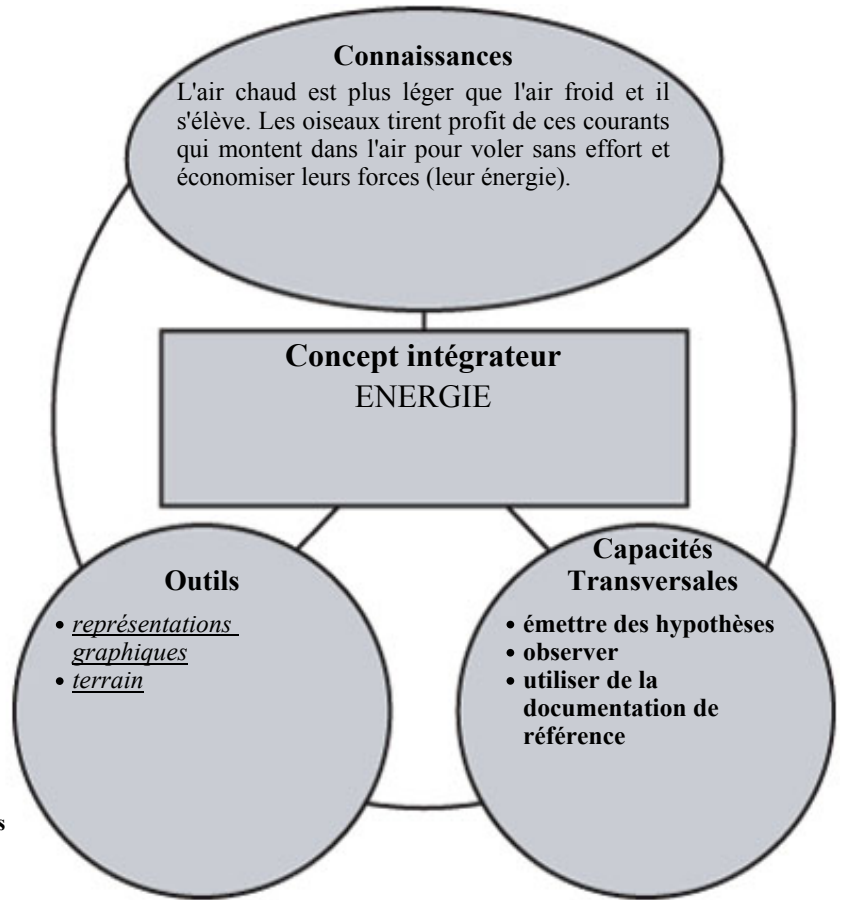 Connaissances
L'air chaud est plus léger que l'air froid et il
s'élève. Les oiseaux tirent profit de ces courants
qui montent dans l'air pour voler sans effort et
économiser leurs forces (leur énergie).
Concept intégrateur
ENERGIE
Outils
• représentations
graphiques
• terrain
Capacités
Transversales
• émettre des hypothèses
• observer
• utiliser de la
documentation de
référence
s